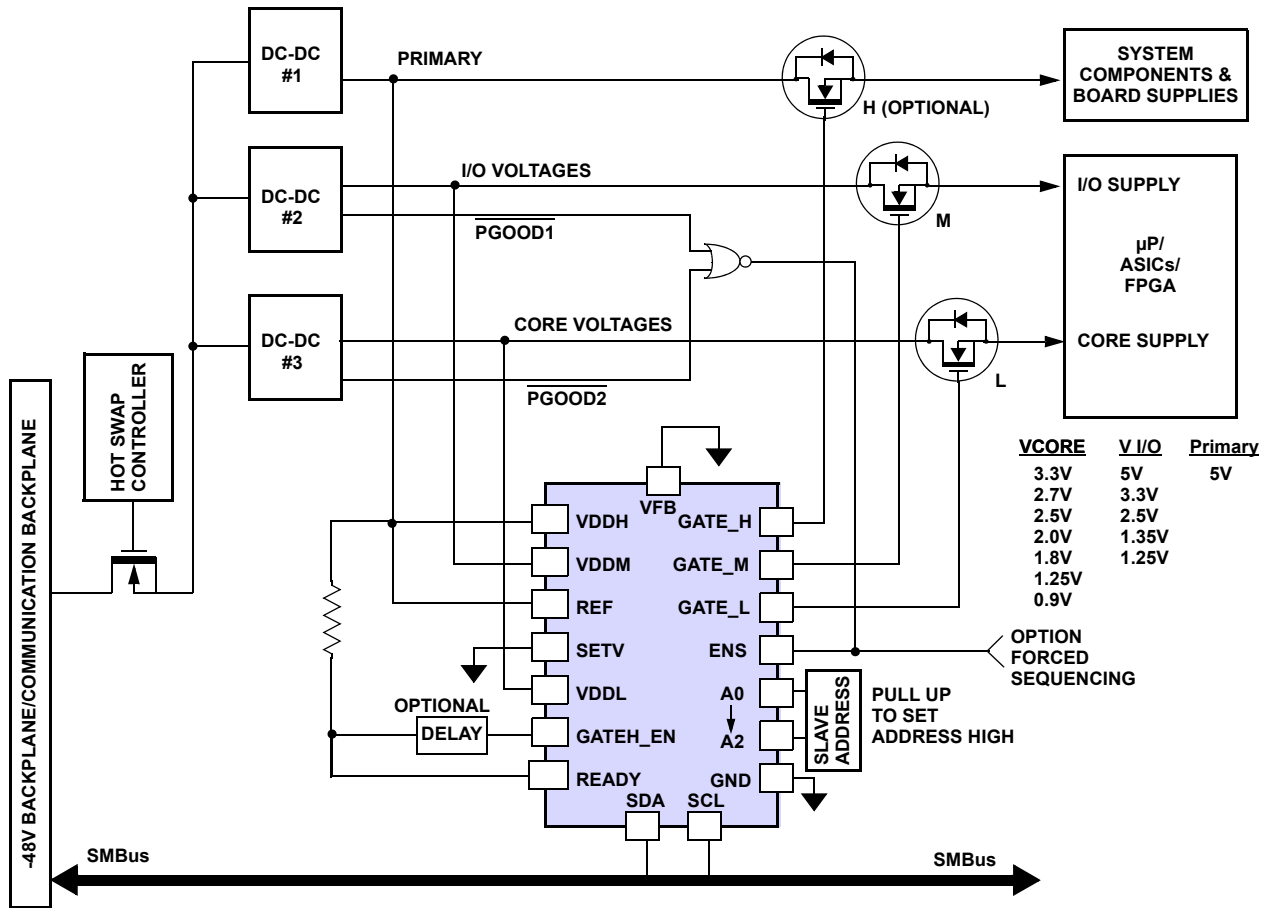 DC-DC
#1
PRIMARY
H (OPTIONAL)
SYSTEM
COMPONENTS &
BOARD SUPPLIES
DC-DC
#2
I/O VOLTAGES
PGOOD1
M
I/O SUPPLY
µP/
ASICs/
FPGA
CORE SUPPLY
DC-DC
#3
CORE VOLTAGES
PGOOD2
L
HOT SWAP
CONTROLLER
-48V BACKPLANE/COMMUNICATION BACKPLANE
VCORE V I/O Primary
3.3V 5V 5V
2.7V 3.3V
2.5V 2.5V
2.0V 1.35V
1.8V 1.25V
1.25V
0.9V
VFB
VDDH GATE_H
VDDM GATE_M
REF GATE_L
SETV ENS
VDDL A0
GATEH_EN A2
READY GND
SDA SCL
OPTIONAL
DELAY
OPTION
FORCED
SEQUENCING
SLAVE
ADDRESS
PULL UP
TO SET
ADDRESS HIGH
SMBus SMBus